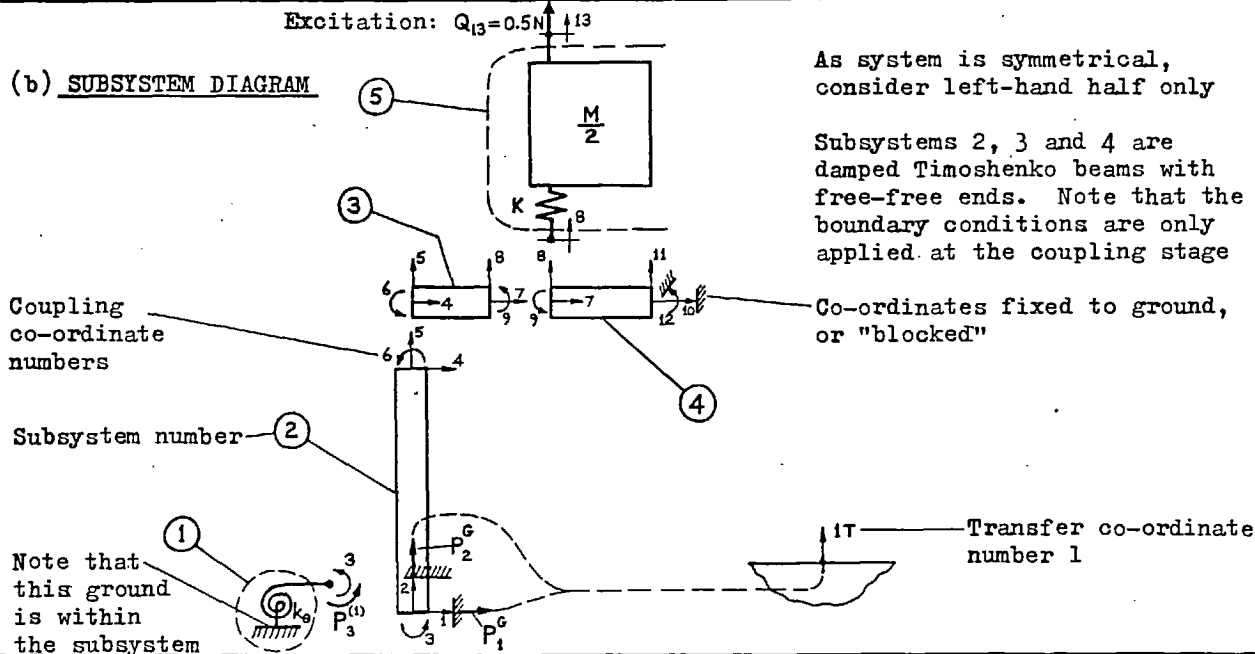 Excitation: Q₁₃=0.5N
13
(b) SUBSYSTEM DIAGRAM
As system is symmetrical,
consider left-hand half only
Subsystems 2, 3 and 4 are
damped Timoshenko beams with
free-free ends. Note that the
boundary conditions are only
applied at the coupling stage
Co-ordinates fixed to ground,
or "blocked"
5
M/2
K
8
3
5
8
6
4
7
9
8
11
9
7
12
10
4
Coupling
co-ordinate
numbers
5
6
4
Subsystem number
2
P₂ᴳ
2
1
P₁ᴳ
3
1T
Transfer co-ordinate
number 1
1
Note that
this ground
is within
the subsystem
kθ
3
P₃⁽¹⁾